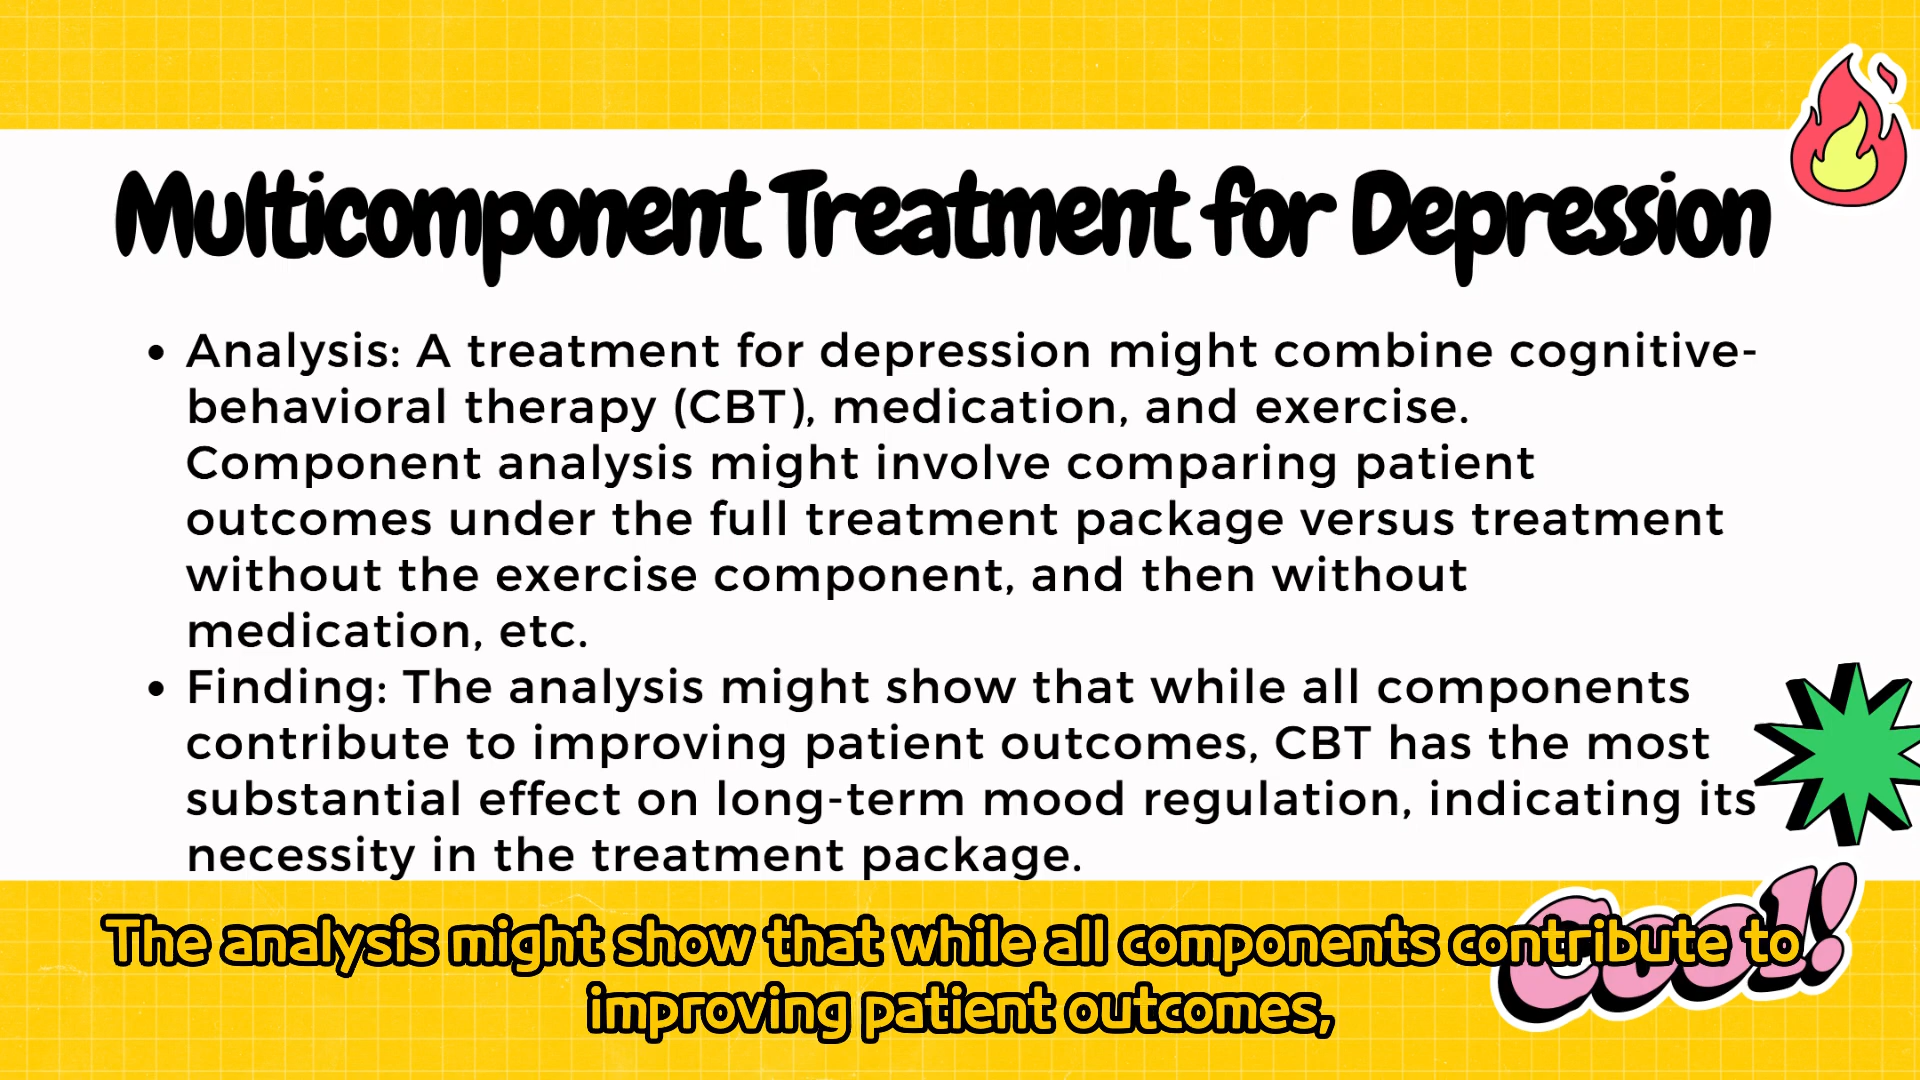 Multicomponent Treatment for Depression
• Analysis: A treatment for depression might combine cognitive-
behavioral therapy (CBT), medication, and exercise.
Component analysis might involve comparing patient
outcomes under the full treatment package versus treatment
without the exercise component, and then without
medication, etc.
• Finding: The analysis might show that while all components
contribute to improving patient outcomes, CBT has the most
substantial effect on long-term mood regulation, indicating its
necessity in the treatment package.
Cool!
The analysis might show that while all components contribute to
improving patient outcomes,